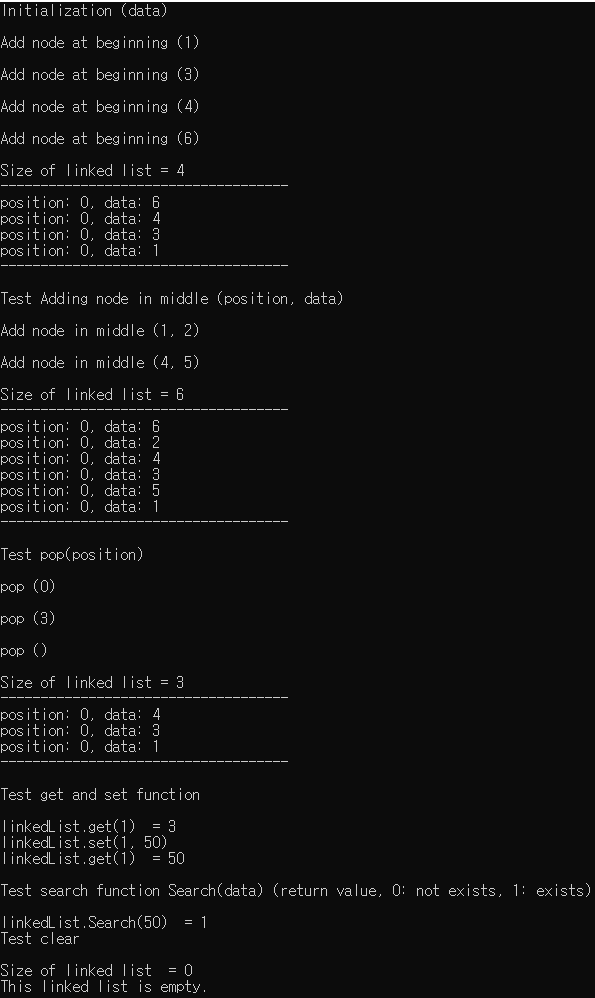 Initialization (data)
Add node at beginning (1)
Add node at beginning (3)
Add node at beginning (4)
Add node at beginning (6)
Size of linked list = 4
------------------------------------
position: 0, data: 6
position: 0, data: 4
position: 0, data: 3
position: 0, data: 1
------------------------------------
Test Adding node in middle (position, data)
Add node in middle (1, 2)
Add node in middle (4, 5)
Size of linked list = 6
------------------------------------
position: 0, data: 6
position: 0, data: 2
position: 0, data: 4
position: 0, data: 3
position: 0, data: 5
position: 0, data: 1
------------------------------------
Test pop(position)
pop (0)
pop (3)
pop ()
Size of linked list = 3
------------------------------------
position: 0, data: 4
position: 0, data: 3
position: 0, data: 1
------------------------------------
Test get and set function
linkedList.get(1)  = 3
linkedList.set(1, 50)
linkedList.get(1)  = 50
Test search function Search(data) (return value, 0: not exists, 1: exists)
linkedList.Search(50)  = 1
Test clear
Size of linked list  = 0
This linked list is empty.